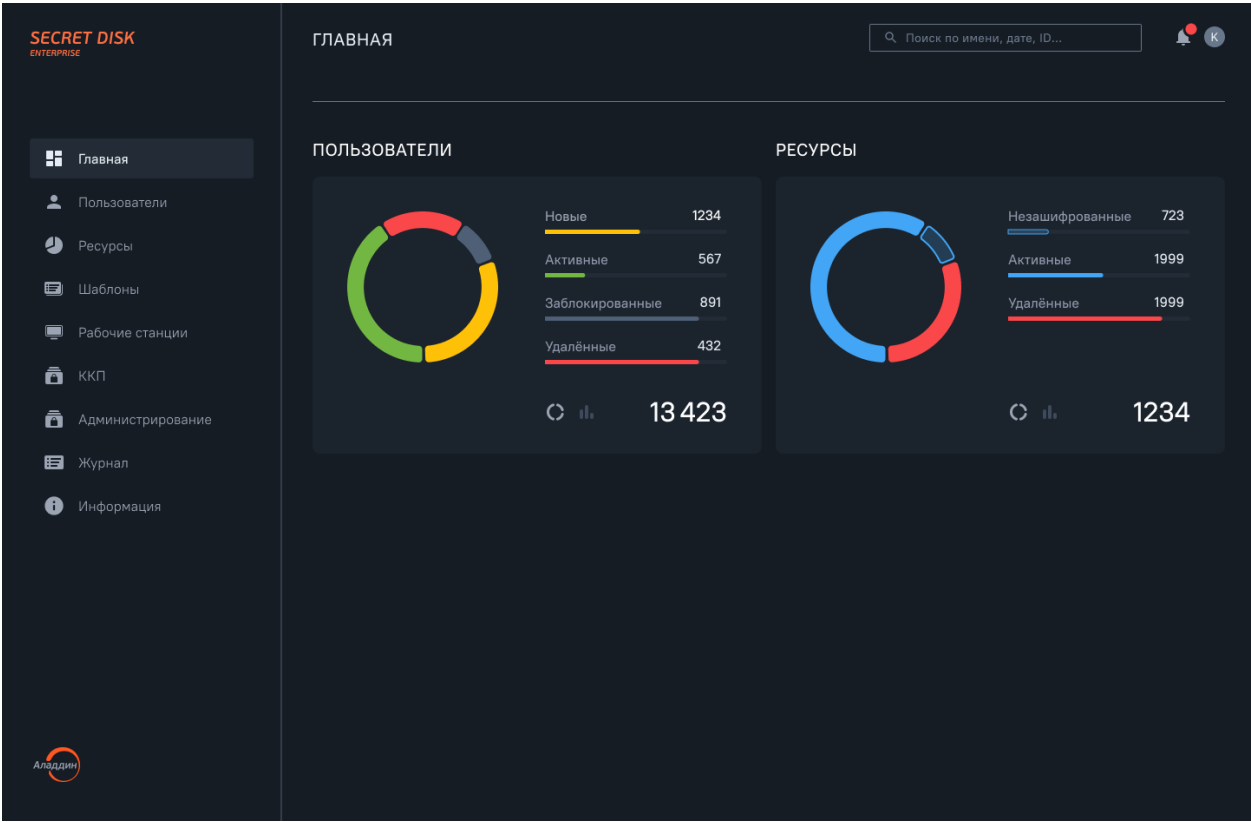 SECRET DISK
ENTERPRISE
ГЛАВНАЯ
Поиск по имени, дате, ID...
K
Главная
Пользователи
Ресурсы
Шаблоны
Рабочие станции
ККП
Администрирование
Журнал
Информация
Аладдин
ПОЛЬЗОВАТЕЛИ
Новые 1234
Активные 567
Заблокированные 891
Удалённые 432
13 423
РЕСУРСЫ
Незашифрованные 723
Активные 1999
Удалённые 1999
1234